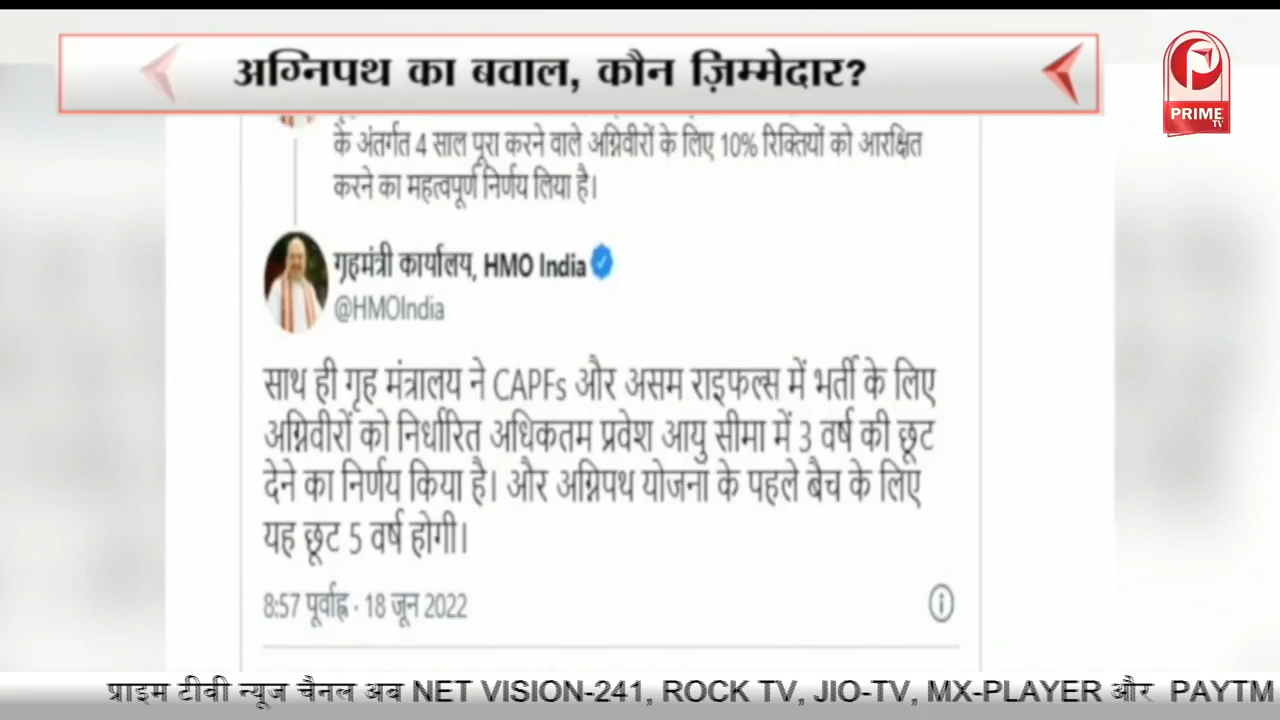 अग्निपथ का बवाल, कौन ज़िम्मेदार?
PRIME
TV
के अंतर्गत 4 साल पूरा करने वाले अग्निवीरों के लिए 10% रिक्तियों को आरक्षित
करने का महत्वपूर्ण निर्णय लिया है।
गृहमंत्री कार्यालय, HMO India
@HMOIndia
साथ ही गृह मंत्रालय ने CAPFs और असम राइफल्स में भर्ती के लिए
अग्निवीरों को निर्धारित अधिकतम प्रवेश आयु सीमा में 3 वर्ष की छूट
देने का निर्णय किया है। और अग्निपथ योजना के पहले बैच के लिए
यह छूट 5 वर्ष होगी।
8:57 पूर्वाह्न · 18 जून 2022
प्राइम टीवी न्यूज चैनल अब NET VISION-241, ROCK TV, JIO-TV, MX-PLAYER और PAYTM